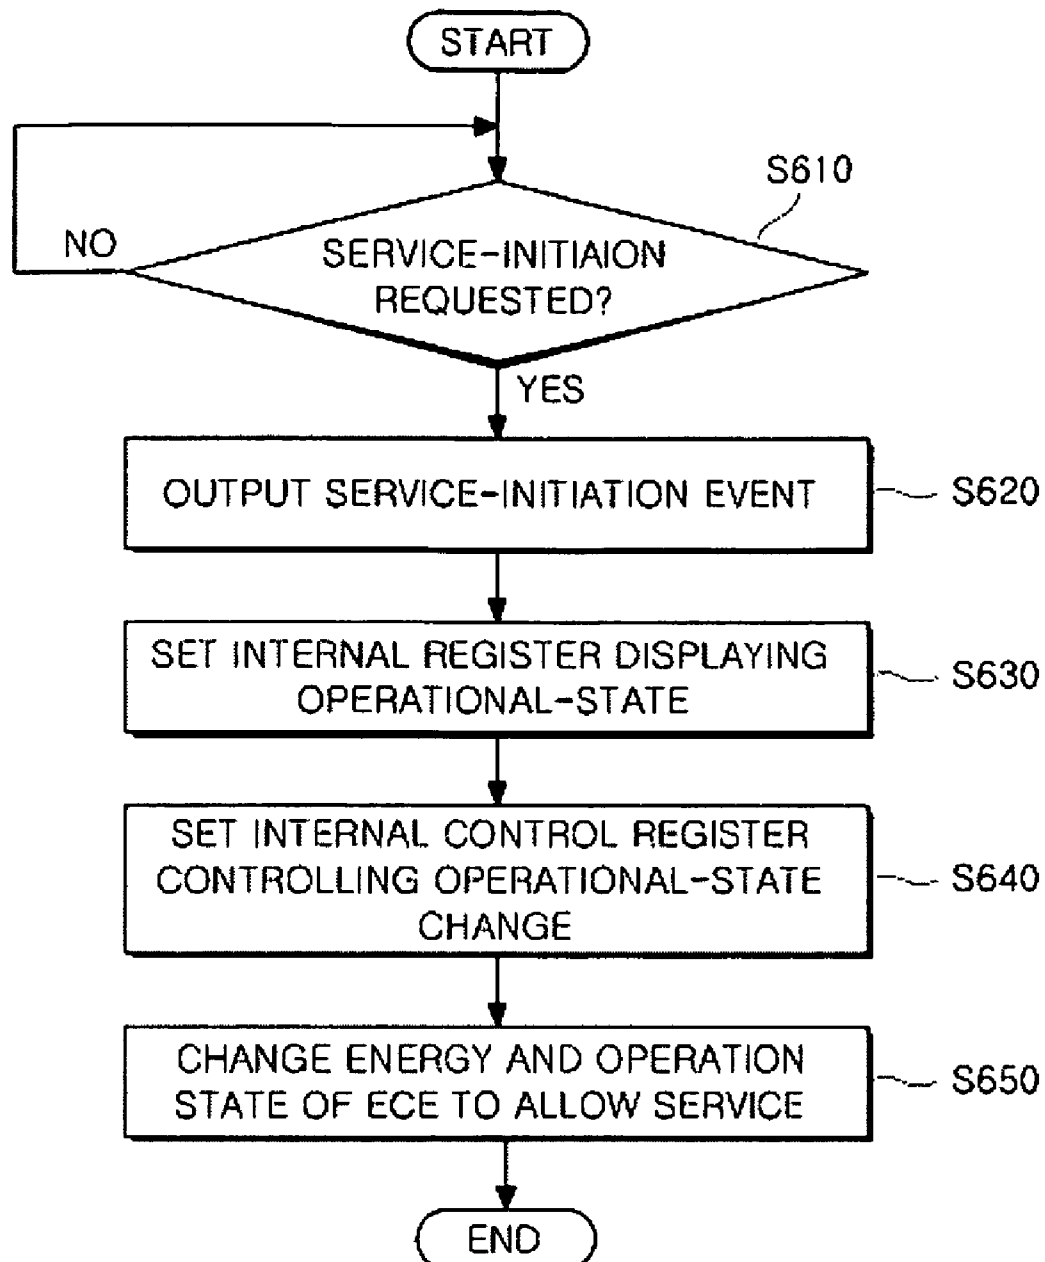 START
S610
NO
SERVICE-INITIAION
REQUESTED?
YES
OUTPUT SERVICE-INITIATION EVENT
S620
SET INTERNAL REGISTER DISPLAYING
OPERATIONAL-STATE
S630
SET INTERNAL CONTROL REGISTER
CONTROLLING OPERATIONAL-STATE
CHANGE
S640
CHANGE ENERGY AND OPERATION
STATE OF ECE TO ALLOW SERVICE
S650
END